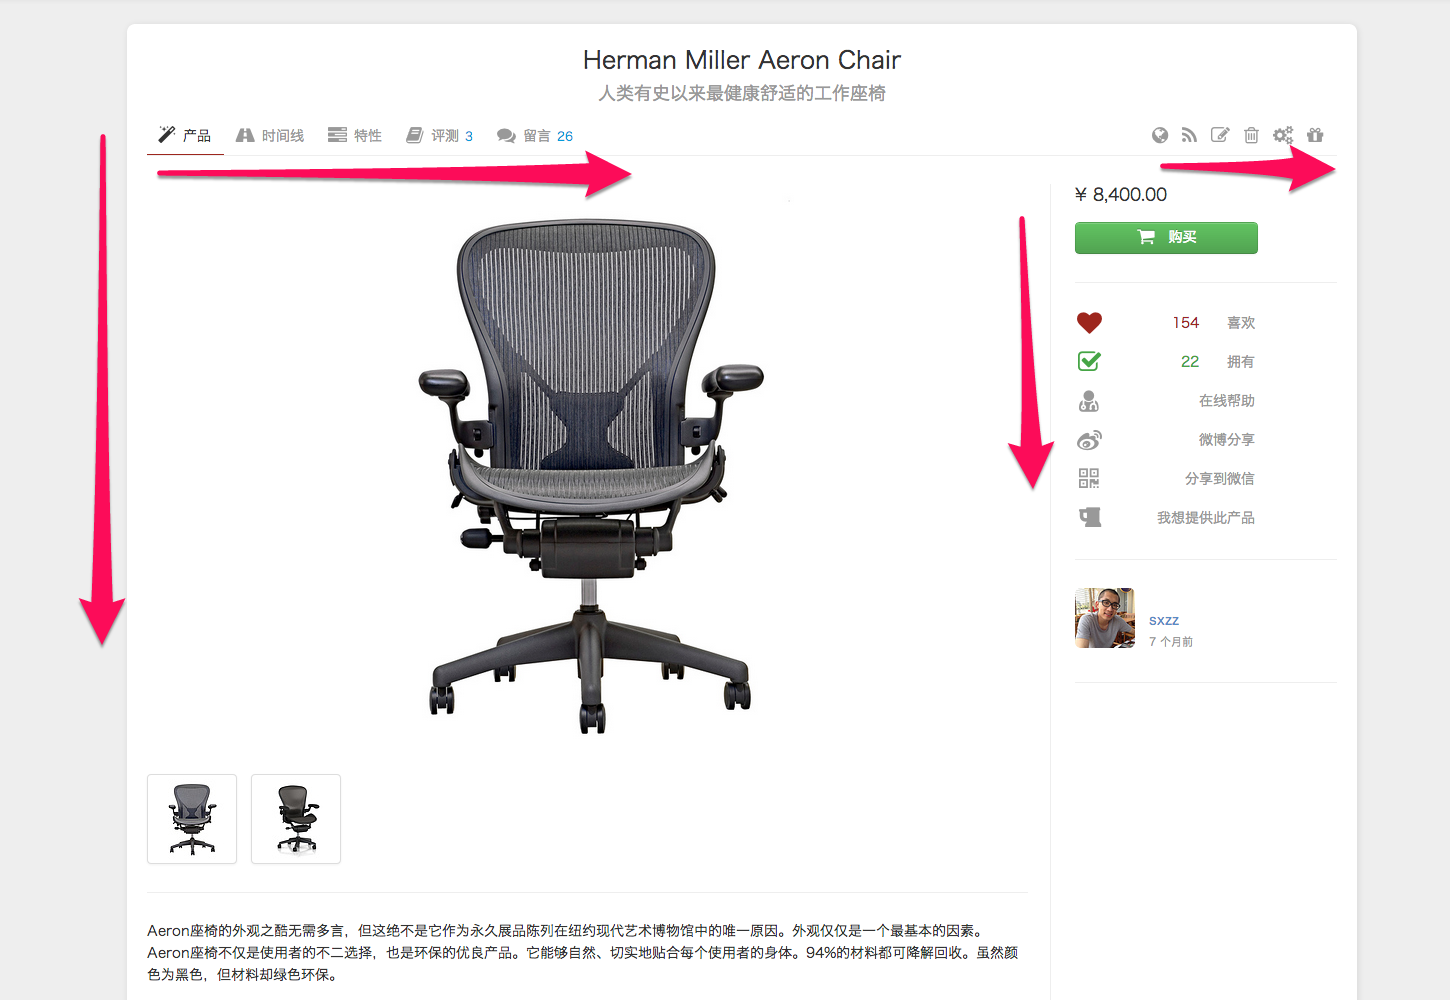 Herman Miller Aeron Chair
人类有史以来最健康舒适的工作座椅
产品 时间线 特性 评测 3 留言 26
¥ 8,400.00
购买
154 喜欢
22 拥有
在线帮助
微博分享
分享到微信
我想提供此产品
sxzz
7 个月前
Aeron座椅的外观之酷无需多言，但这绝不是它作为永久展品陈列在纽约现代艺术博物馆中的唯一原因。外观仅仅是一个最基本的因素。
Aeron座椅不仅是使用者的不二选择，也是环保的优良产品。它能够自然、切实地贴合每个使用者的身体。94%的材料都可降解回收。虽然颜
色为黑色，但材料却绿色环保。